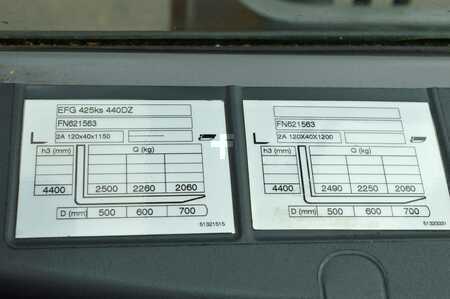 EFG 425ks 440DZ
FN621563
2A 120x40x1150
L
h3 (mm) Q (kg)
4400 2500 2260 2060
D (mm) 500 600 700
51321515
FN621563
2A 120X40X1200
L
h3 (mm) Q (kg)
4400 2490 2250 2060
D (mm) 500 600 700